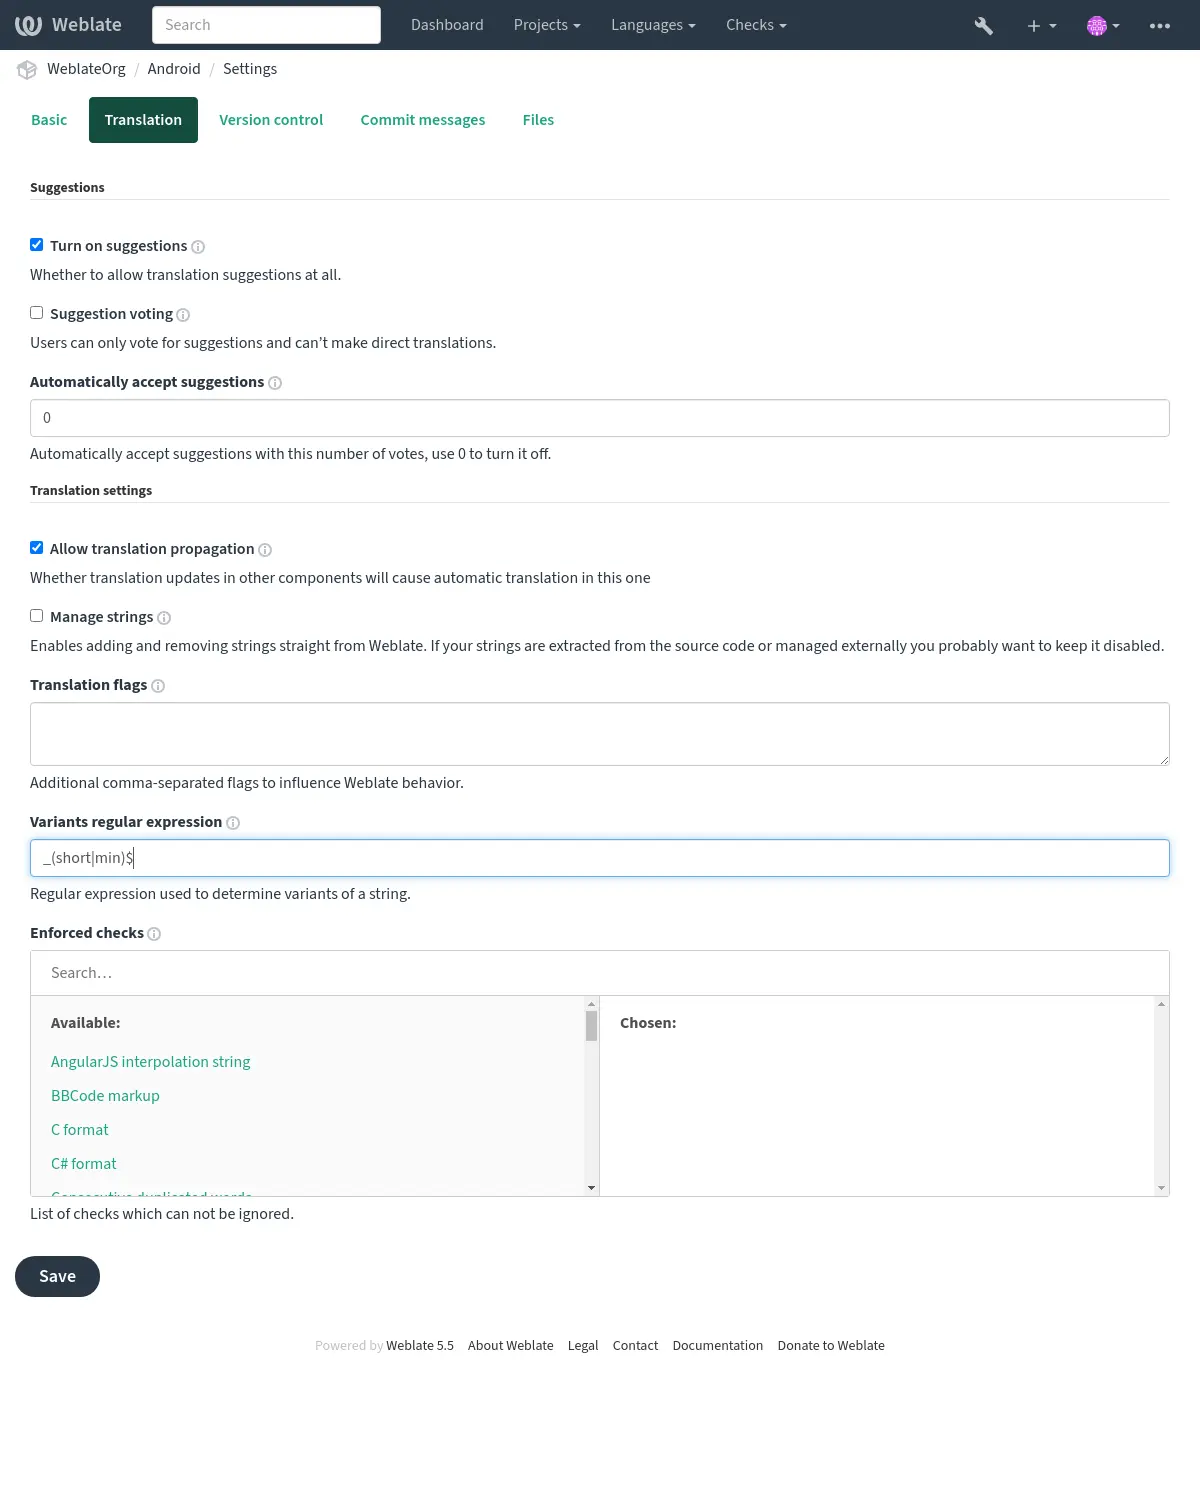 Weblate
Search
Dashboard
Projects
Languages
Checks
WeblateOrg / Android / Settings
Basic
Translation
Version control
Commit messages
Files
Suggestions
Turn on suggestions
Whether to allow translation suggestions at all.
Suggestion voting
Users can only vote for suggestions and can’t make direct translations.
Automatically accept suggestions
0
Automatically accept suggestions with this number of votes, use 0 to turn it off.
Translation settings
Allow translation propagation
Whether translation updates in other components will cause automatic translation in this one
Manage strings
Enables adding and removing strings straight from Weblate. If your strings are extracted from the source code or managed externally you probably want to keep it disabled.
Translation flags
Additional comma-separated flags to influence Weblate behavior.
Variants regular expression
_(short|min)$
Regular expression used to determine variants of a string.
Enforced checks
Search…
Available:
AngularJS interpolation string
BBCode markup
C format
C# format
Consecutive duplicated words
Chosen:
List of checks which can not be ignored.
Save
Powered by Weblate 5.5 About Weblate Legal Contact Documentation Donate to Weblate